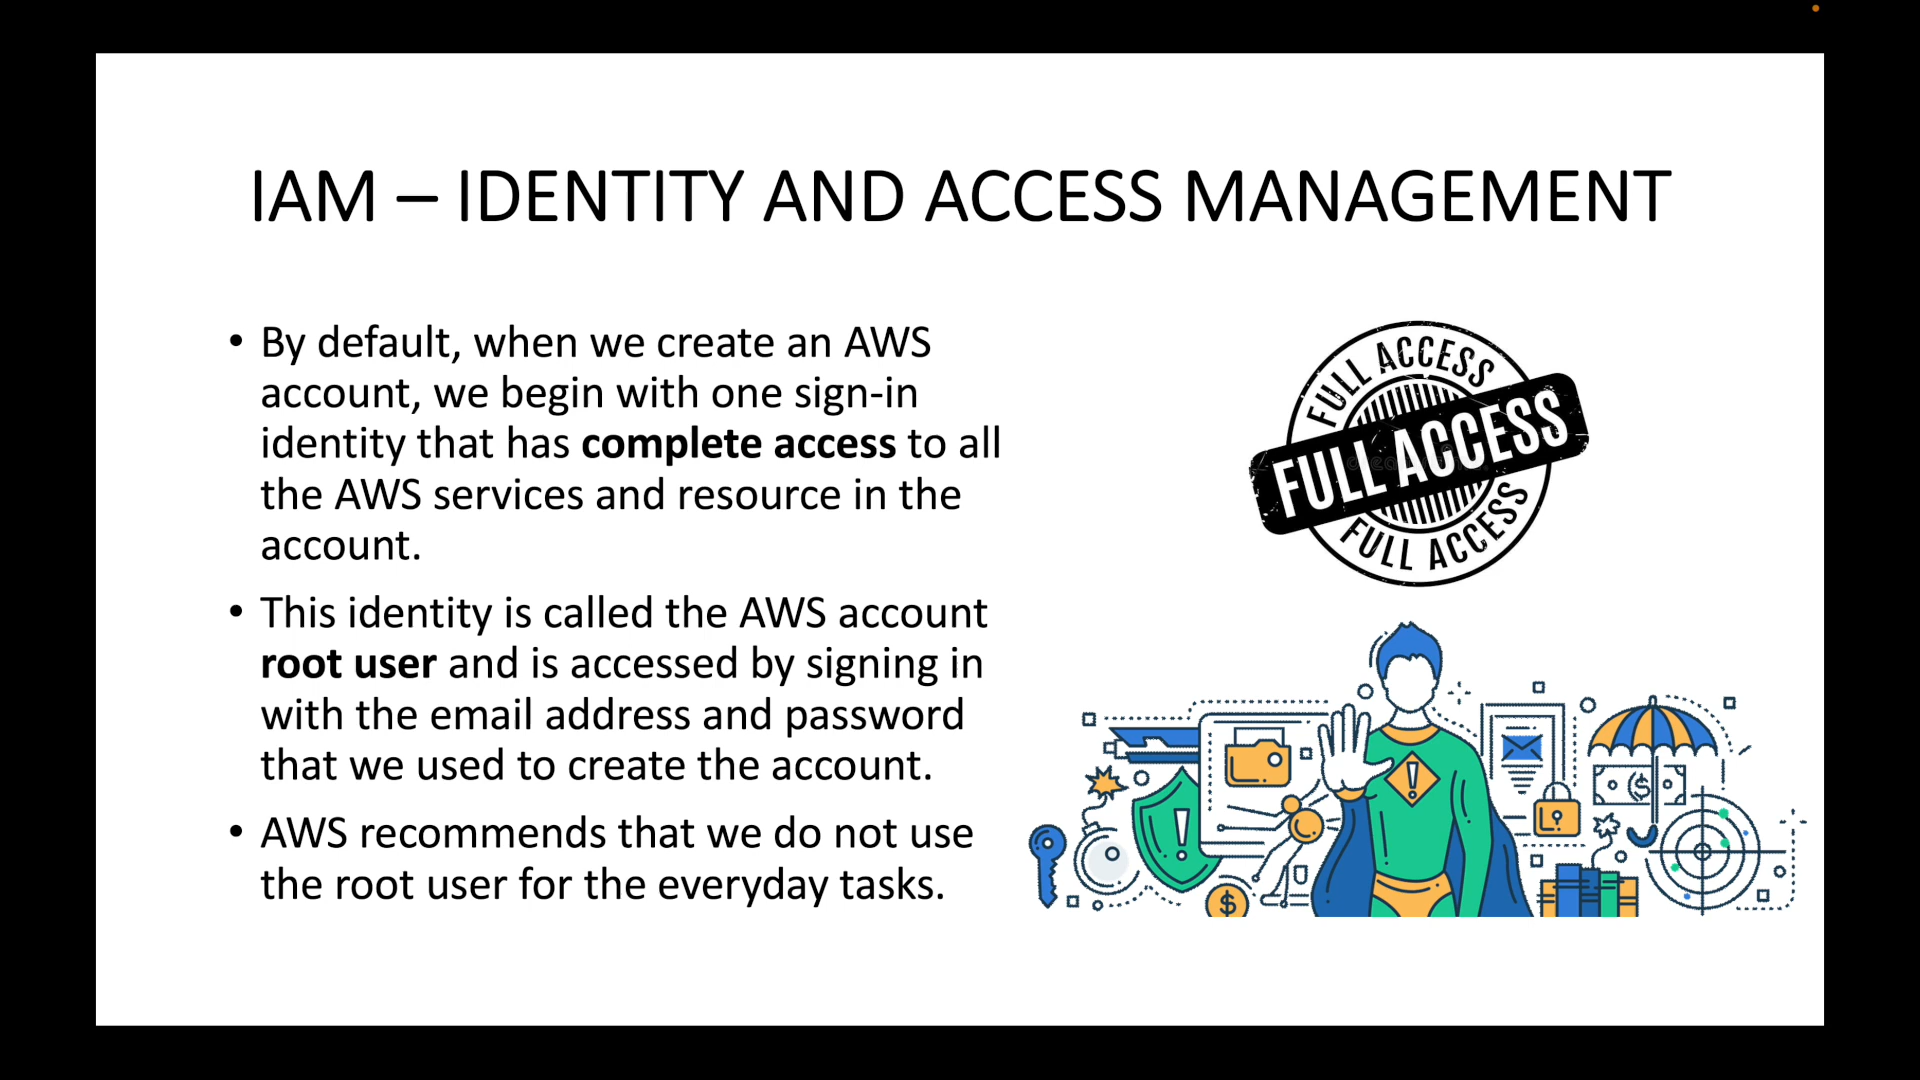 IAM – IDENTITY AND ACCESS MANAGEMENT
• By default, when we create an AWS
account, we begin with one sign-in
identity that has complete access to all
the AWS services and resource in the
account.
• This identity is called the AWS account
root user and is accessed by signing in
with the email address and password
that we used to create the account.
• AWS recommends that we do not use
the root user for the everyday tasks.
FULL ACCESS
FULL ACCESS
FULL ACCESS